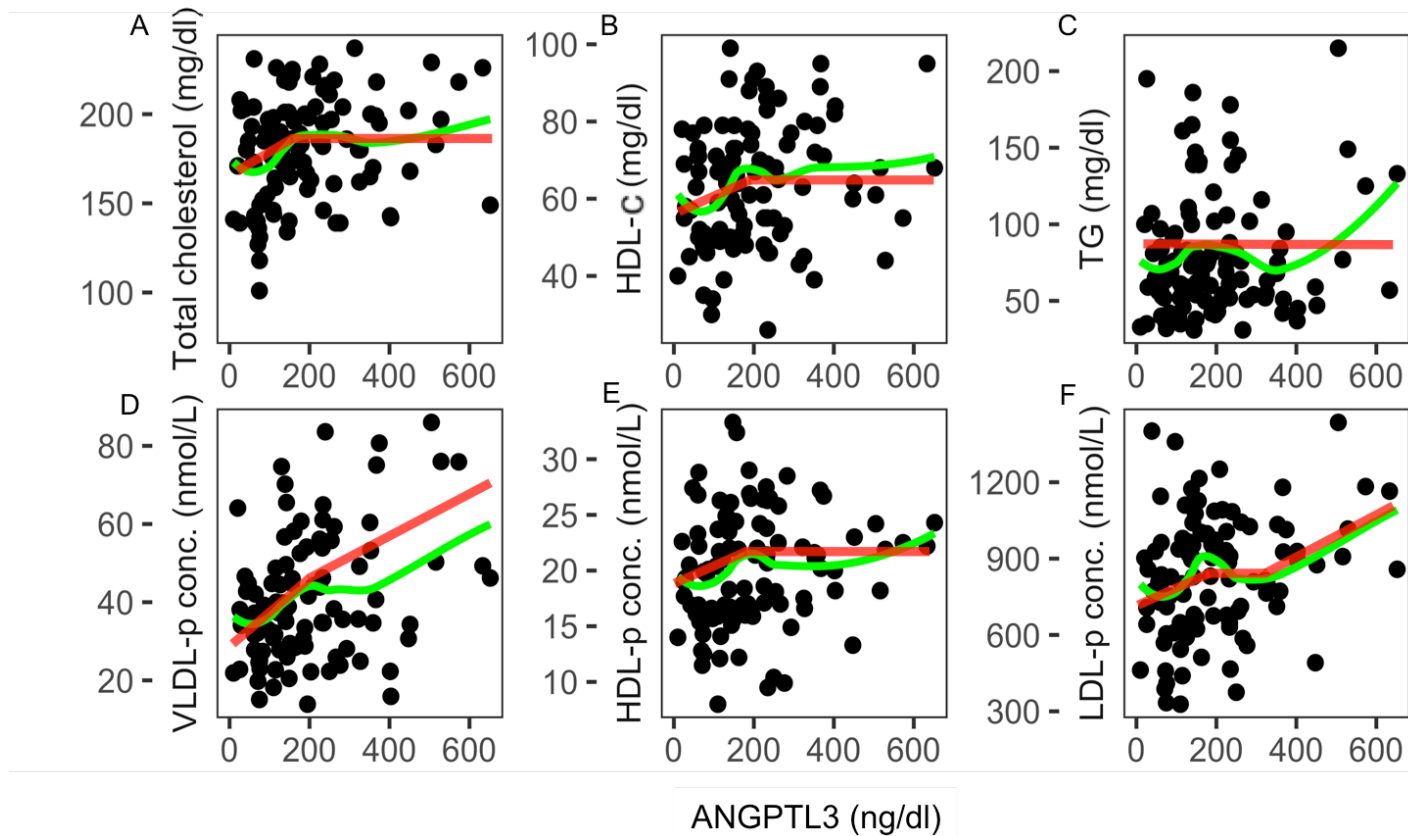 A
Total cholesterol (mg/dl)
200
150
100
0 200 400 600
B
HDL-C (mg/dl)
100
80
60
40
0 200 400 600
C
TG (mg/dl)
200
150
100
50
0 200 400 600
D
VLDL-p conc. (nmol/L)
80
60
40
20
0 200 400 600
E
HDL-p conc. (nmol/L)
30
25
20
15
10
0 200 400 600
F
LDL-p conc. (nmol/L)
1200
900
600
300
0 200 400 600
ANGPTL3 (ng/dl)